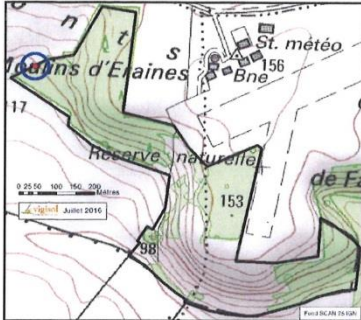 o
n
t
s
St. météo
Moulins d'Eraines
Bne
156
117
Réserve naturelle
de Fa
0 25 50 100 150 200
Mètres
vigisol Juillet 2016
153
98
Fond SCAN 25 IGN